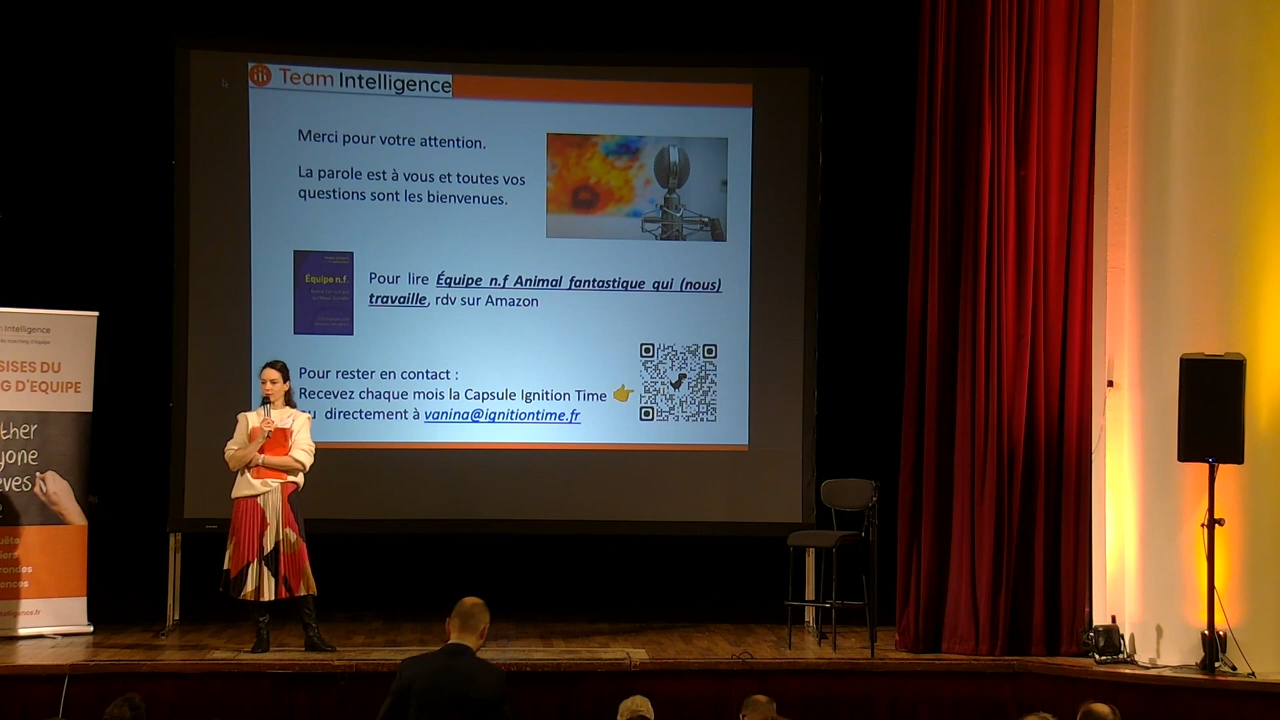 Team Intelligence
Merci pour votre attention.
La parole est à vous et toutes vos
questions sont les bienvenues.
Équipe n.f.
Pour lire Équipe n.f Animal fantastique qui (nous)
travaille, rdv sur Amazon
Pour rester en contact :
Recevez chaque mois la Capsule Ignition Time
u directement à vanina@ignitiontime.fr
Intelligence
SISES DU
G D'EQUIPE
ther
yone
eves